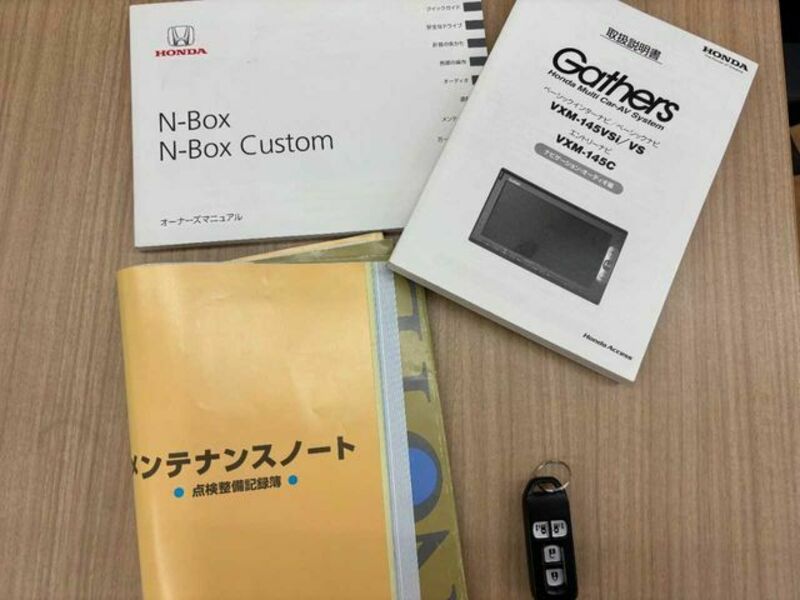 HONDA
N-Box
N-Box Custom
オーナーズマニュアル
クイックガイド
安全なドライブ
計器の見かた
各部の操作
オーディオ
取扱説明書
HONDA
Gathers
Honda Multi Car-AV System
ベーシックインターナビ/ベーシックナビ
VXM-145VSi/VS
エントリーナビ
VXM-145C
ナビゲーション・オーディオ編
Honda Access
メンテナンスノート
点検整備記録簿